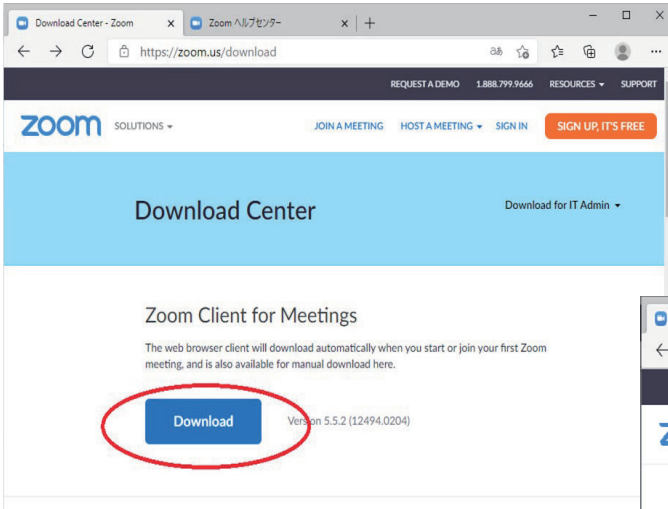 Download Center - Zoom
Zoom ヘルプセンター
https://zoom.us/download
REQUEST A DEMO 1.888.799.9666 RESOURCES SUPPORT
zoom SOLUTIONS JOIN A MEETING HOST A MEETING SIGN IN SIGN UP, IT'S FREE
Download Center
Download for IT Admin
Zoom Client for Meetings
The web browser client will download automatically when you start or join your first Zoom
meeting, and is also available for manual download here.
Download
Version 5.5.2 (12494.0204)